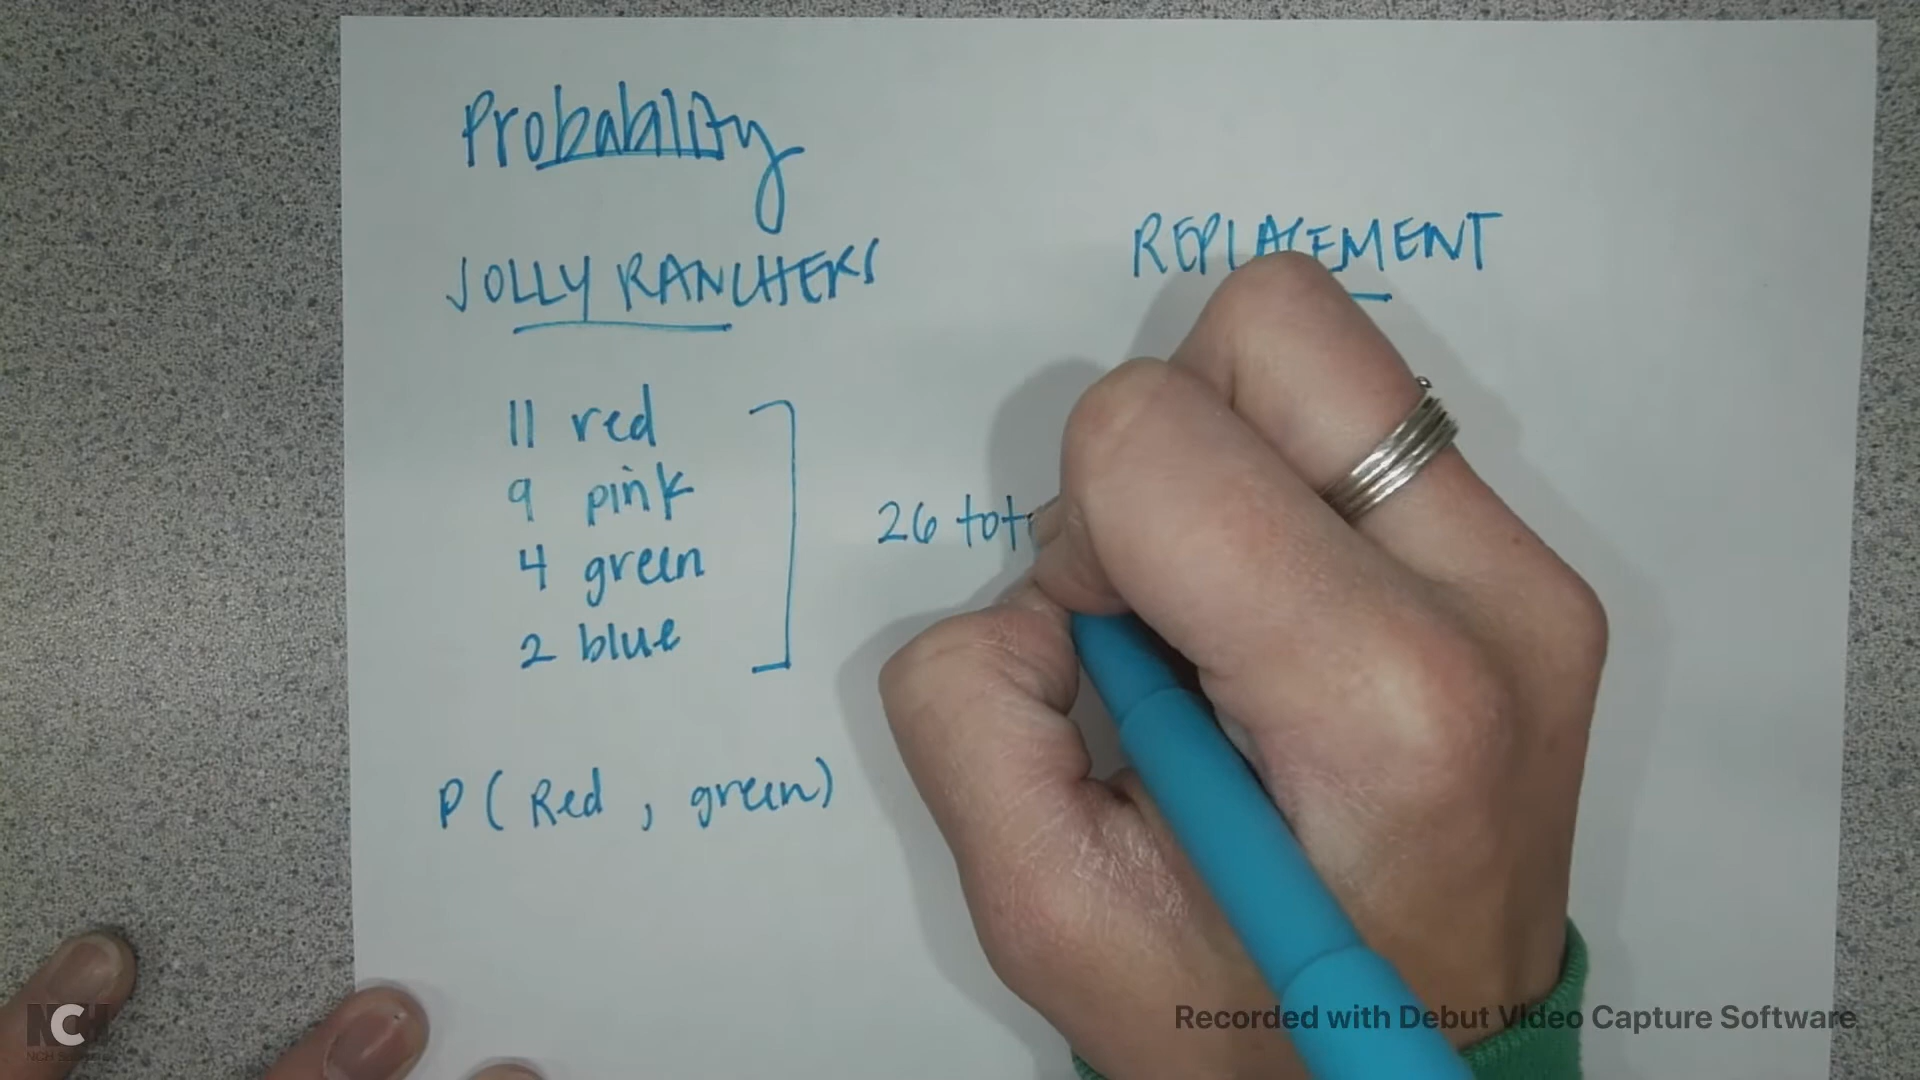 Probability
JOLLY RANCHERS
REPLACEMENT
11 red
9 pink
4 green
2 blue
26
P ( Red , green)
NCH
Recorded with Debut Video Capture Software